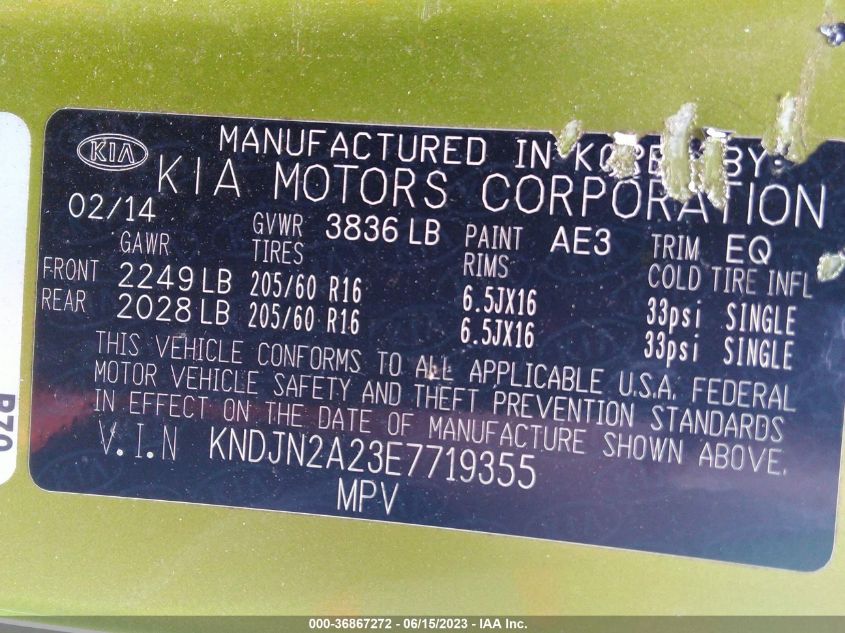 MANUFACTURED IN KOREA BY:
KIA KIA MOTORS CORPORATION
02/14 GVWR 3836 LB PAINT AE3 TRIM EQ
GAWR TIRES RIMS COLD TIRE INFL
FRONT 2249 LB 205/60 R16 6.5JX16 33psi SINGLE
REAR 2028 LB 205/60 R16 6.5JX16 33psi SINGLE
THIS VEHICLE CONFORMS TO ALL APPLICABLE U.S.A. FEDERAL
MOTOR VEHICLE SAFETY AND THEFT PREVENTION STANDARDS
IN EFFECT ON THE DATE OF MANUFACTURE SHOWN ABOVE.
V.I.N KNDJN2A23E7719355
MPV
000-36867272 - 06/15/2023 - IAA Inc.